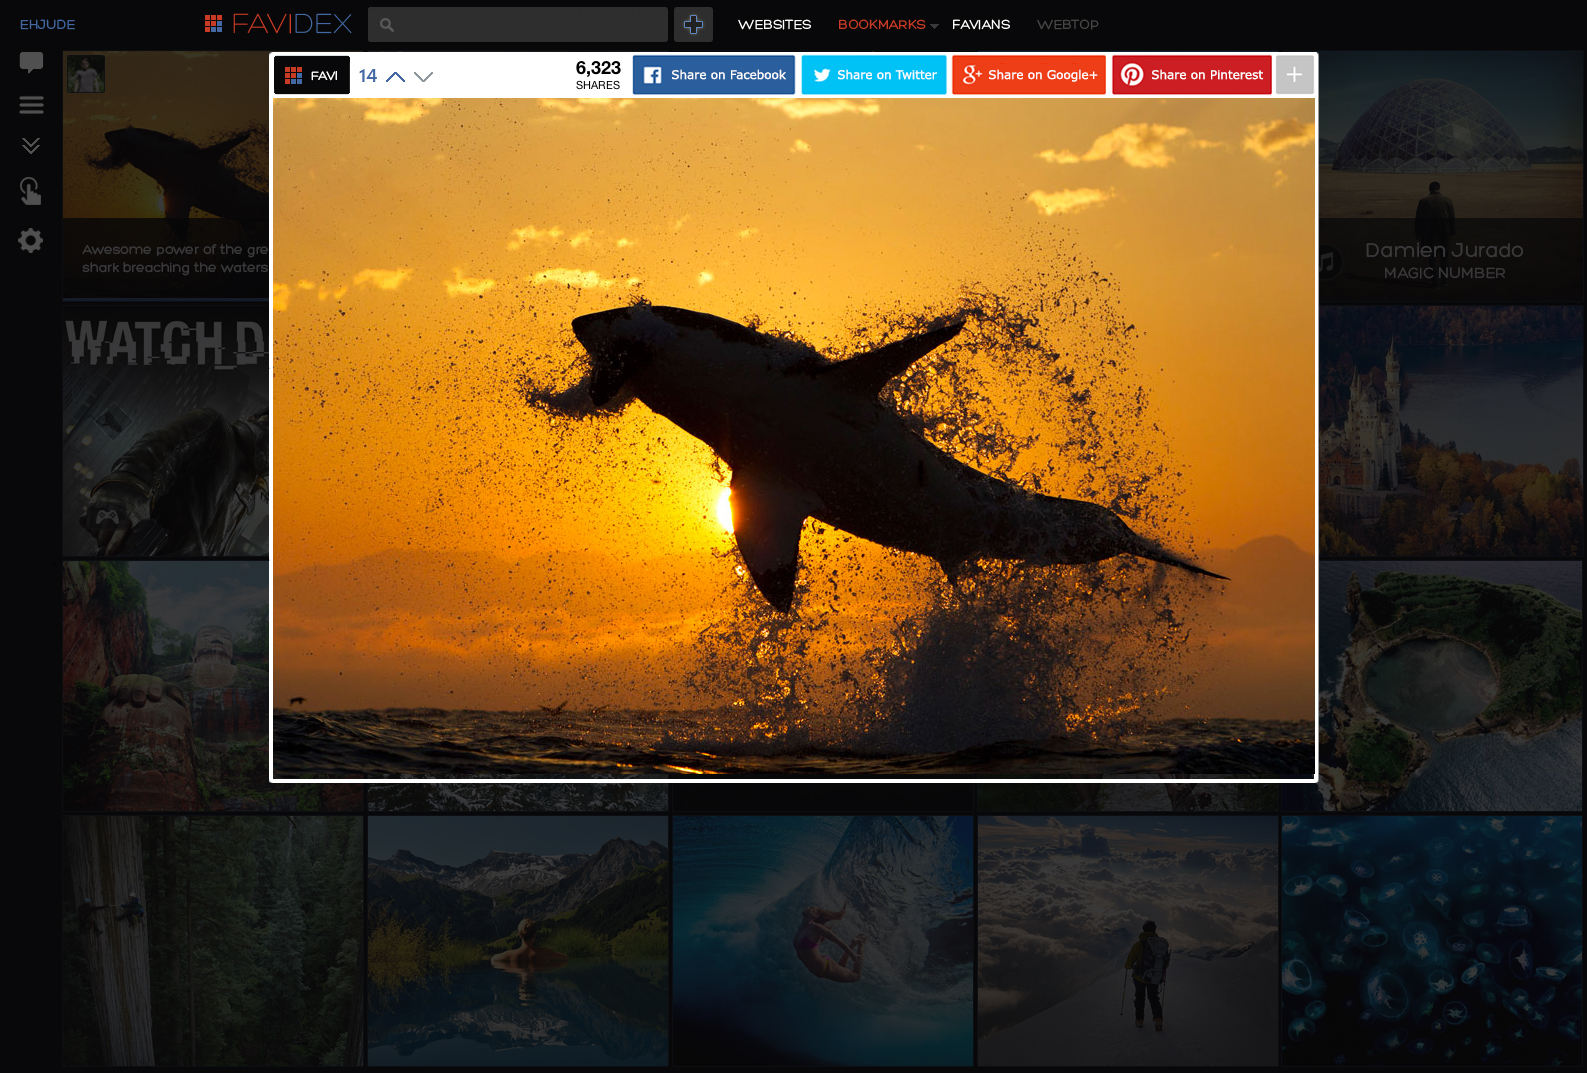 EHJUDE
FAVIDEX
WEBSITES
BOOKMARKS
FAVIANS
WEBTOP
FAVI
14
6,323
SHARES
Share on Facebook
Share on Twitter
Share on Google+
Share on Pinterest
Awesome power of the gre
shark breaching the waters
Damien Jurado
MAGIC NUMBER
WATCH D